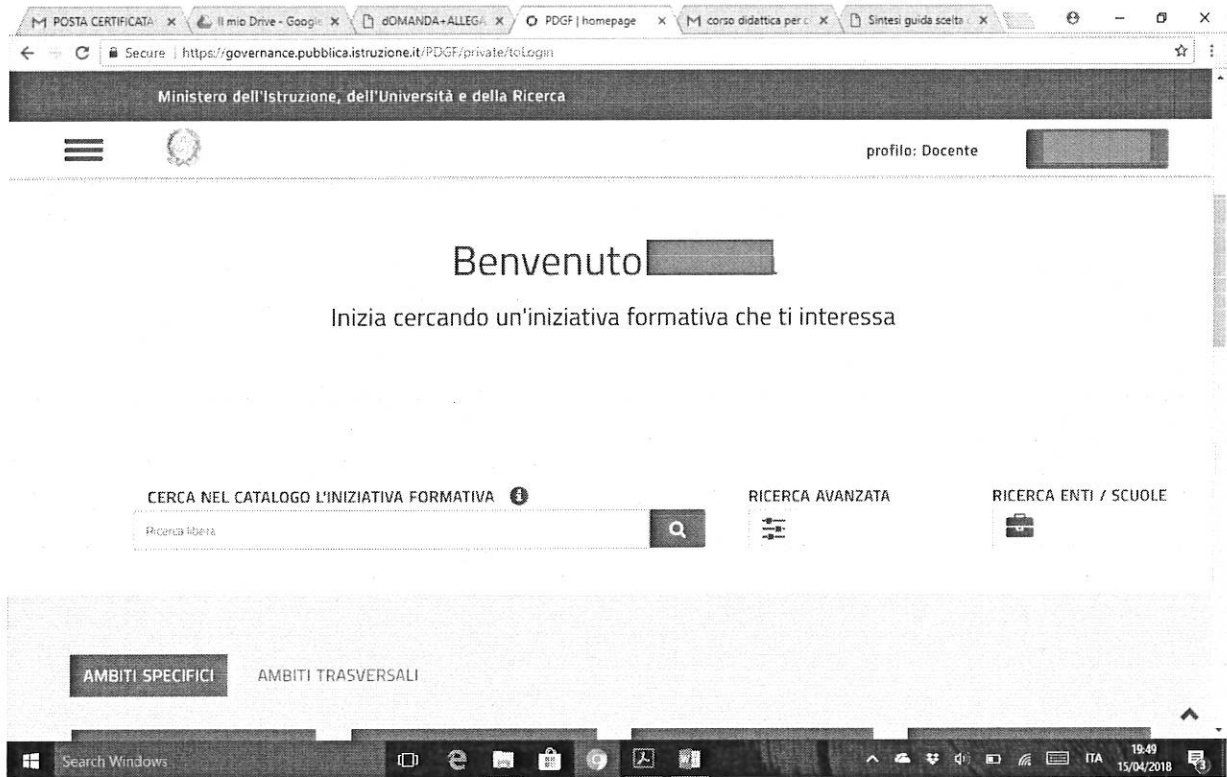 POSTA CERTIFICATA
Il mio Drive - Goog
dOMANDA+ALLEGA
PDGF | homepage
corso didattica per c
Sintesi guida scelta
Secure | https://governance.pubblica.istruzione.it/PDGF/private/toLogin
Ministero dell'Istruzione, dell'Università e della Ricerca
profilo: Docente
Benvenuto
Inizia cercando un'iniziativa formativa che ti interessa
CERCA NEL CATALOGO L'INIZIATIVA FORMATIVA
RICERCA AVANZATA
RICERCA ENTI / SCUOLE
Ricerca libera
AMBITI SPECIFICI
AMBITI TRASVERSALI
Search Windows
ITA
19:49
15/04/2018
3